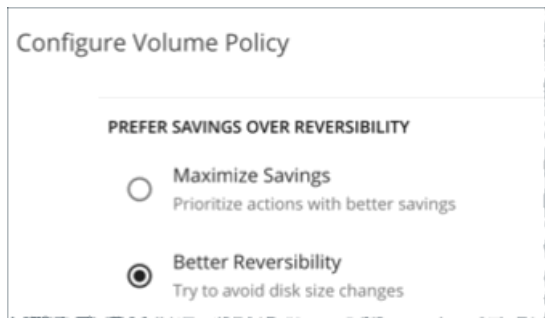 Configure Volume Policy
PREFER SAVINGS OVER REVERSIBILITY
Maximize Savings
Prioritize actions with better savings
Better Reversibility
Try to avoid disk size changes